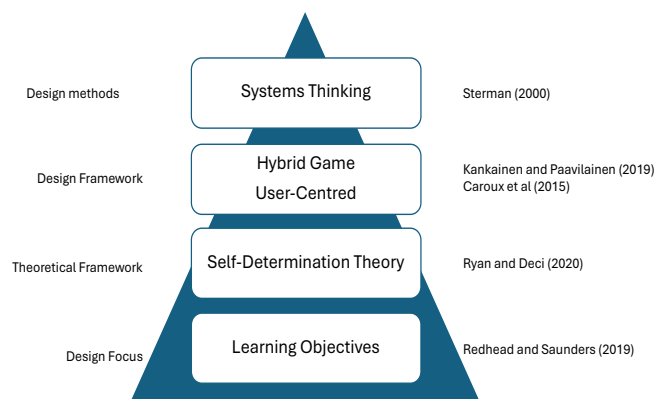 Design methods
Systems Thinking
Sterman (2000)
Design Framework
Hybrid Game
User-Centred
Kankainen and Paavilainen (2019)
Caroux et al (2015)
Theoretical Framework
Self-Determination Theory
Ryan and Deci (2020)
Design Focus
Learning Objectives
Redhead and Saunders (2019)